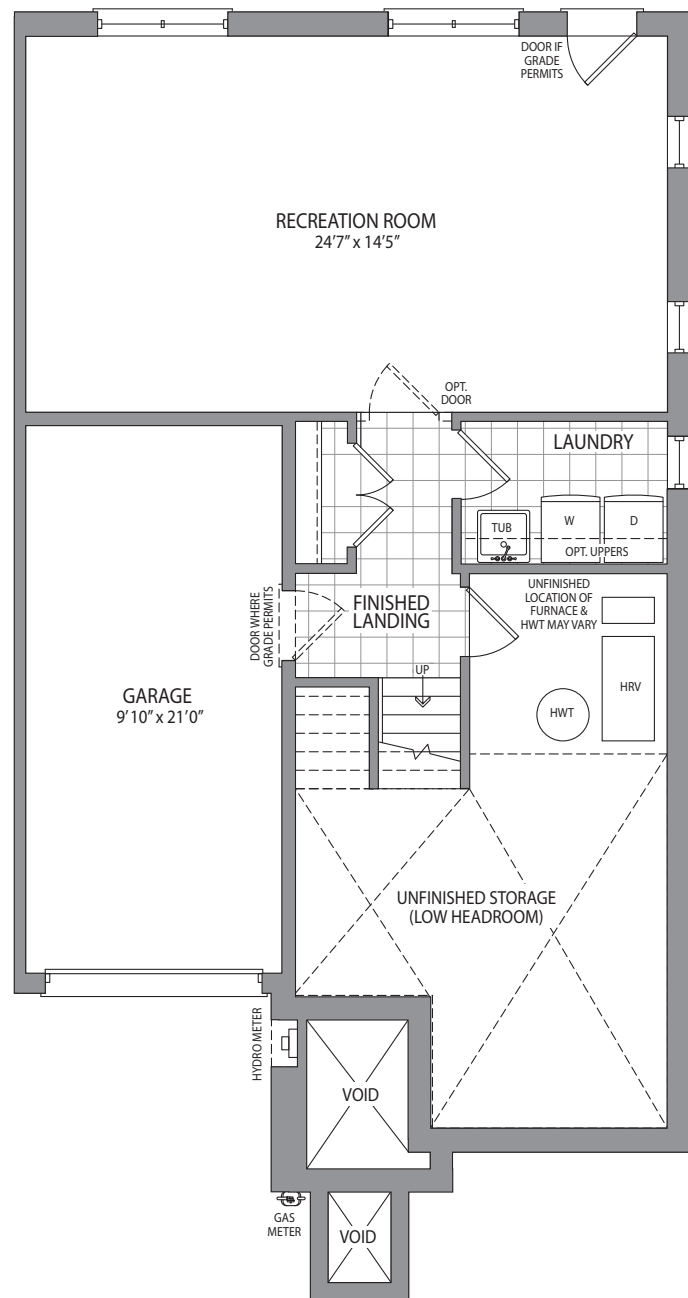 DOOR IF
GRADE
PERMITS
RECREATION ROOM
24'7" x 14'5"
OPT.
DOOR
LAUNDRY
TUB
W
D
OPT. UPPERS
DOOR WHERE
GRADE PERMITS
FINISHED
LANDING
UNFINISHED
LOCATION OF
FURNACE &
HWT MAY VARY
UP
HRV
HWT
GARAGE
9'10" x 21'0"
UNFINISHED STORAGE
(LOW HEADROOM)
HYDRO METER
VOID
GAS
METER
VOID